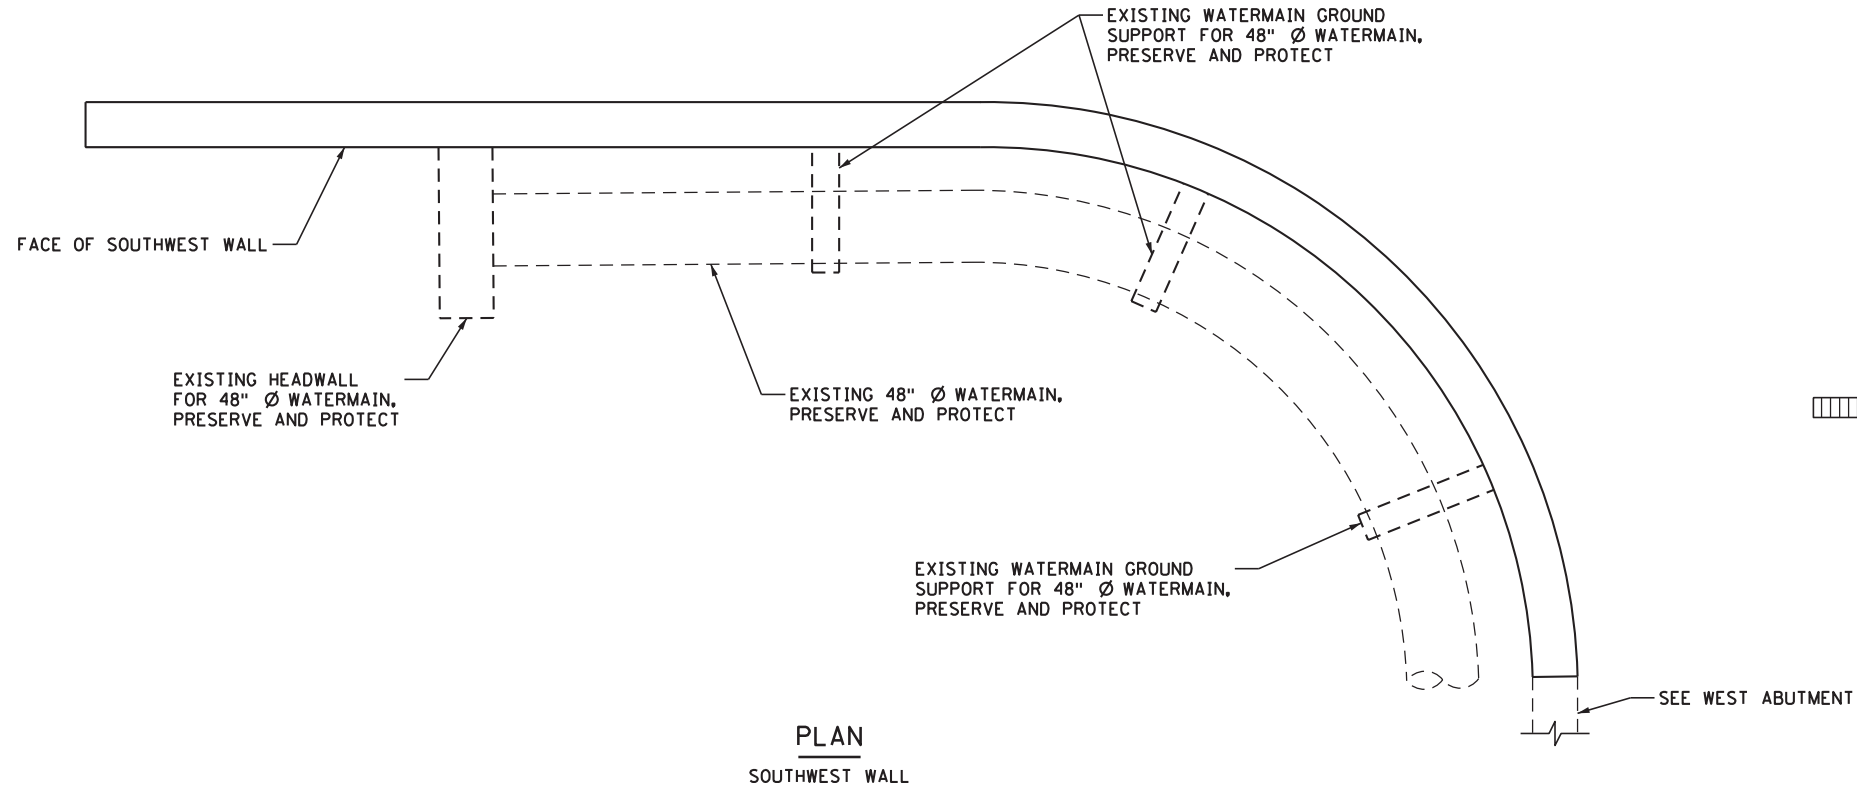 EXISTING WATERMAIN GROUND
SUPPORT FOR 48" Ø WATERMAIN,
PRESERVE AND PROTECT
FACE OF SOUTHWEST WALL
EXISTING HEADWALL
FOR 48" Ø WATERMAIN,
PRESERVE AND PROTECT
EXISTING 48" Ø WATERMAIN,
PRESERVE AND PROTECT
EXISTING WATERMAIN GROUND
SUPPORT FOR 48" Ø WATERMAIN,
PRESERVE AND PROTECT
SEE WEST ABUTMENT
PLAN
SOUTHWEST WALL